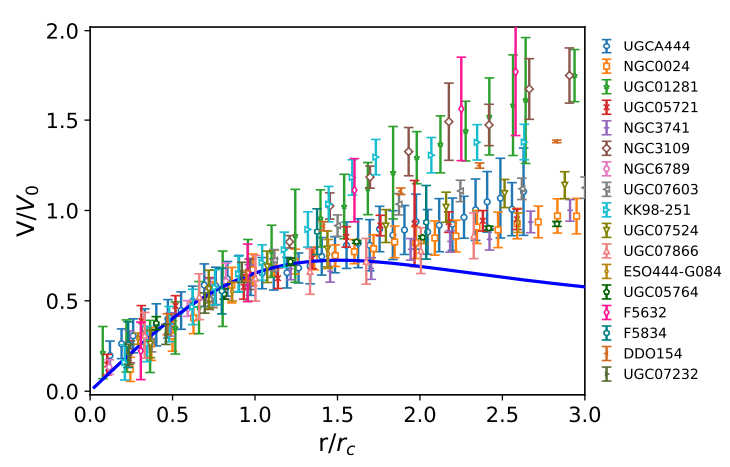 2.0
1.5
1.0
0.5
0.0
V/V₀
0.0 0.5 1.0 1.5 2.0 2.5 3.0
r/r_c
UGCA444
NGC0024
UGC01281
UGC05721
NGC3741
NGC3109
NGC6789
UGC07603
KK98-251
UGC07524
UGC07866
ESO444-G084
UGC05764
F5632
F5834
DDO154
UGC07232